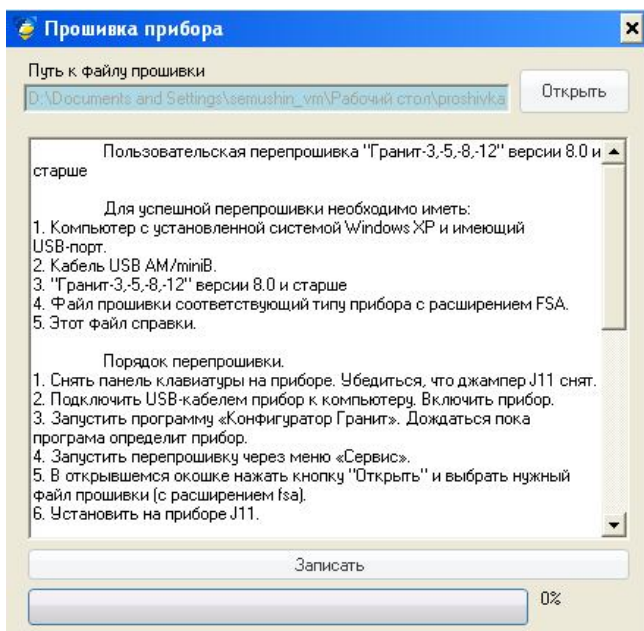 Прошивка прибора
Путь к файлу прошивки
D:\Documents and Settings\semushin_vm\Рабочий стол\proshivka
Открыть
Пользовательская перепрошивка "Гранит-3,-5,-8,-12" версии 8.0 и
старше
Для успешной перепрошивки необходимо иметь:
1. Компьютер с установленной системой Windows XP и имеющий
USB-порт.
2. Кабель USB AM/miniB.
3. "Гранит-3,-5,-8,-12" версии 8.0 и старше
4. Файл прошивки соответствующий типу прибора с расширением FSA.
5. Этот файл справки.
Порядок перепрошивки.
1. Снять панель клавиатуры на приборе. Убедиться, что джампер J11 снят.
2. Подключить USB-кабелем прибор к компьютеру. Включить прибор.
3. Запустить программу «Конфигуратор Гранит». Дождаться пока
програма определит прибор.
4. Запустить перепрошивку через меню «Сервис».
5. В открывшемся окошке нажать кнопку "Открыть" и выбрать нужный
файл прошивки (с расширением fsa).
6. Установить на приборе J11.
Записать
0%